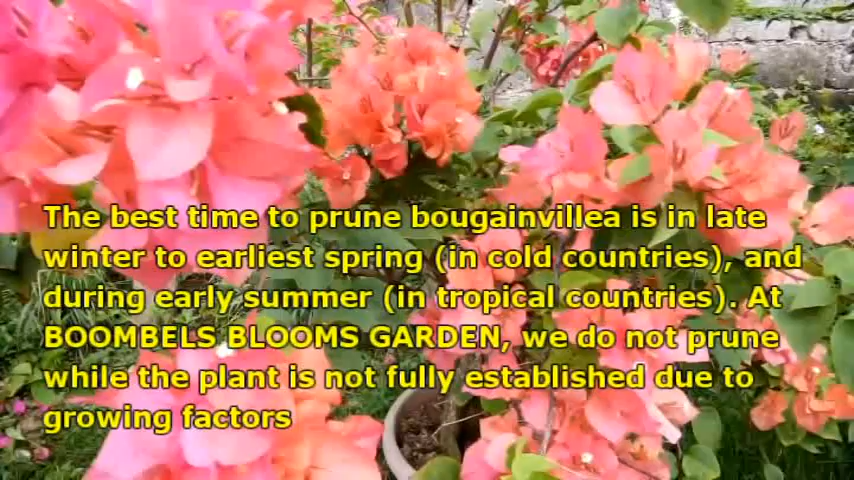 The best time to prune bougainvillea is in late
winter to earliest spring (in cold countries), and
during early summer (in tropical countries). At
BOOMBELS BLOOMS GARDEN, we do not prune
while the plant is not fully established due to
growing factors